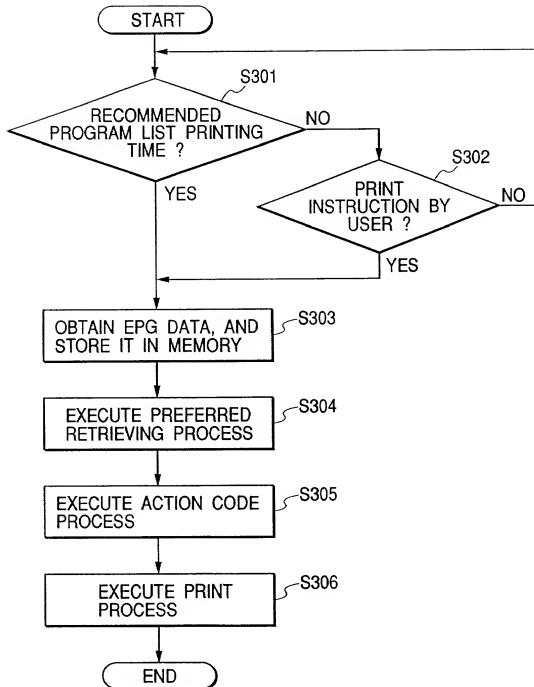 START
S301
RECOMMENDED
PROGRAM LIST PRINTING
TIME ?
NO
YES
S302
PRINT
INSTRUCTION BY
USER ?
NO
YES
S303
OBTAIN EPG DATA, AND
STORE IT IN MEMORY
S304
EXECUTE PREFERRED
RETRIEVING PROCESS
S305
EXECUTE ACTION CODE
PROCESS
S306
EXECUTE PRINT
PROCESS
END